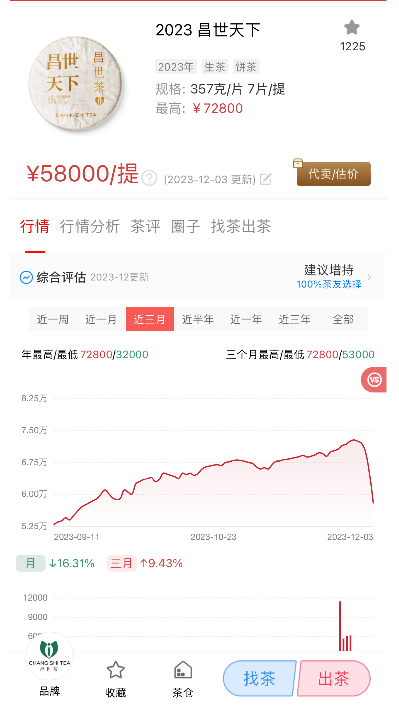 昌世
天下
昌世茶
CHANG SHI TEA
2023 昌世天下
1225
2023年 生茶 饼茶
规格: 357克/片 7片/提
最高: ￥72800
¥58000/提 ? (2023-12-03 更新)
代卖/估价
行情 行情分析 茶评 圈子 找茶出茶
综合评估 2023-12更新
建议增持
100%茶友选择
近一周 近一月 近三月 近半年 近一年 近三年 全部
年最高/最低 72800/32000 三个月最高/最低 72800/53000
VS
8.25万
7.50万
6.75万
6.00万
5.25万
2023-09-11 2023-10-23 2023-12-03
月 ↓16.31% 三月 ↑9.43%
12000
9000
6000
CHANG SHI TEA
昌世茶
品牌 收藏 茶仓 找茶 出茶